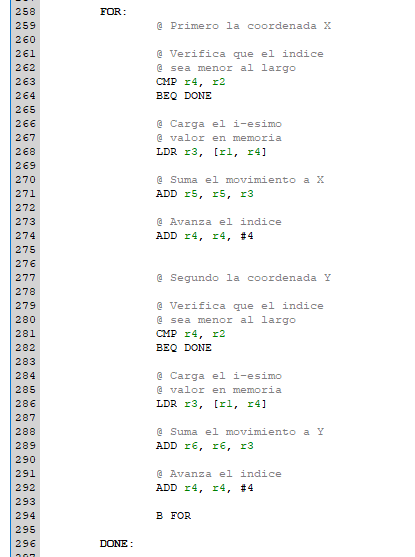 258 FOR:
259 @ Primero la coordenada X
260
261 @ Verifica que el indice
262 @ sea menor al largo
263 CMP r4, r2
264 BEQ DONE
265
266 @ Carga el i-esimo
267 @ valor en memoria
268 LDR r3, [r1, r4]
269
270 @ Suma el movimiento a X
271 ADD r5, r5, r3
272
273 @ Avanza el indice
274 ADD r4, r4, #4
275
276
277 @ Segundo la coordenada Y
278
279 @ Verifica que el indice
280 @ sea menor al largo
281 CMP r4, r2
282 BEQ DONE
283
284 @ Carga el i-esimo
285 @ valor en memoria
286 LDR r3, [r1, r4]
287
288 @ Suma el movimiento a Y
289 ADD r6, r6, r3
290
291 @ Avanza el indice
292 ADD r4, r4, #4
293
294 B FOR
295
296 DONE: